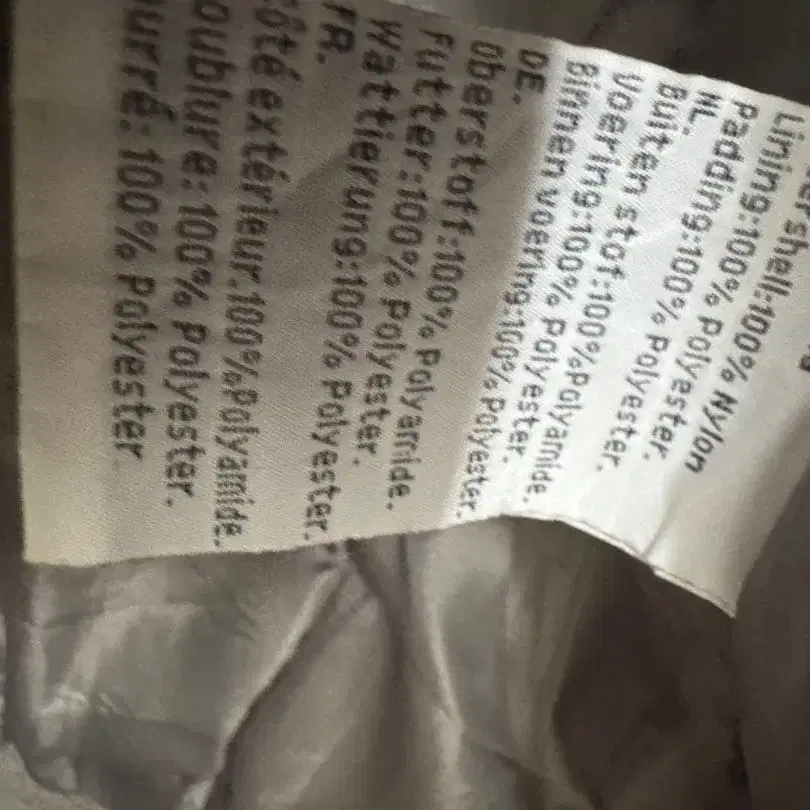 shell:100% Nylon
Lining:100% Polyester.
Padding:100% Polyester.
NL.
Buiten stof:100%Polyamide.
Voering:100% Polyester.
Binnen voering:100% Polyester.
DE.
Oberstoff:100% Polyamide.
Futter:100% Polyester.
Wattierung:100% Polyester.
FR.
Côté extérieur:100%Polyamide.
oublure: 100% Polyester.
urré: 100% Polyester